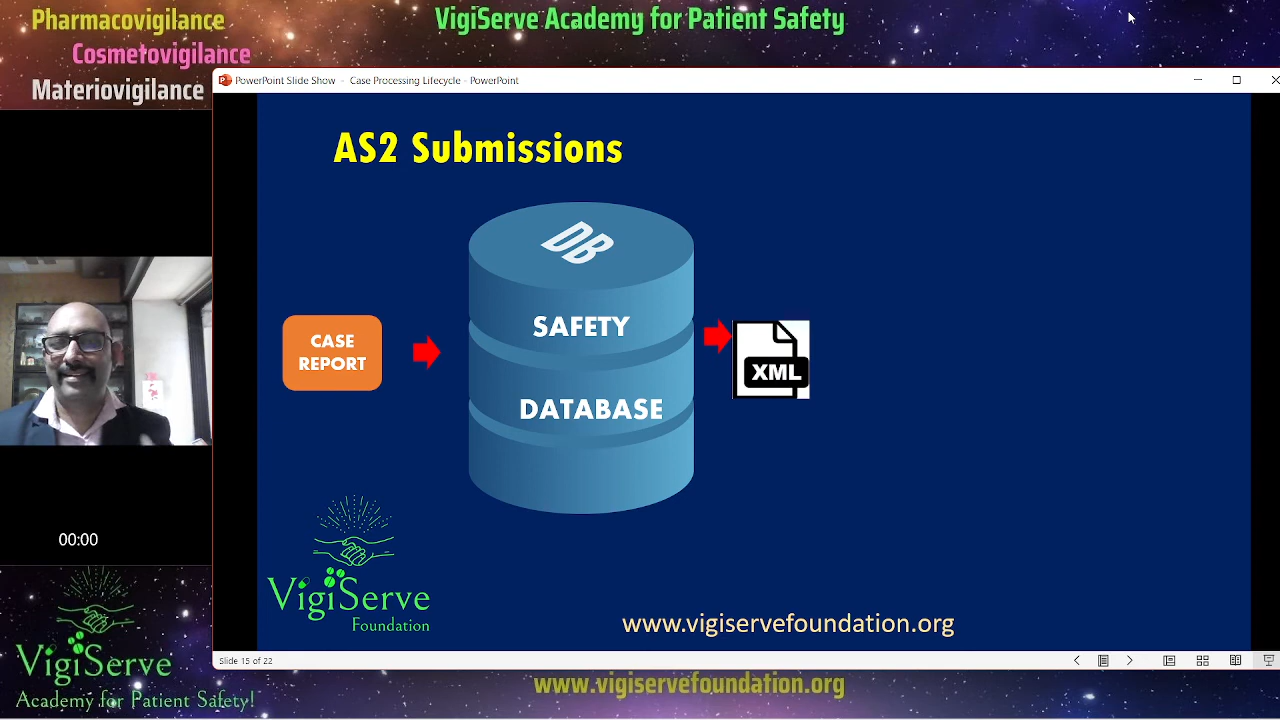 Pharmacovigilance
Cosmetovigilance
Materiovigilance
VigiServe Academy for Patient Safety
PowerPoint Slide Show - Case Processing Lifecycle - PowerPoint
AS2 Submissions
DB
SAFETY
DATABASE
CASE
REPORT
XML
00:00
VigiServe
Foundation
www.vigiservefoundation.org
Slide 15 of 22
VigiServe
Academy for Patient Safety!
www.vigiservefoundation.org